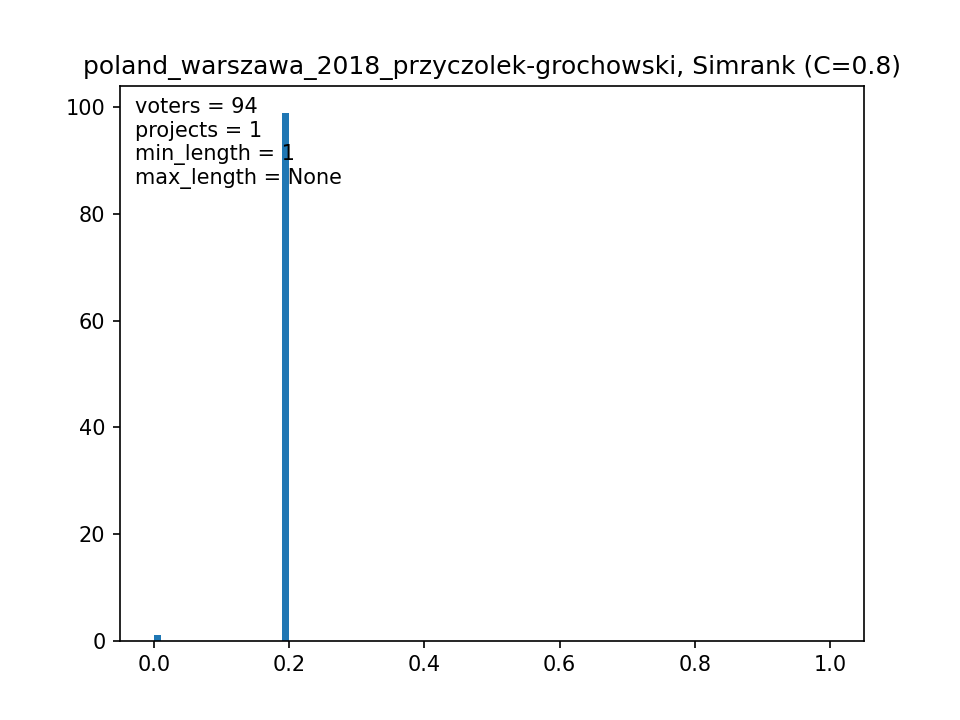 poland_warszawa_2018_przyczolek-grochowski, Simrank (C=0.8)
voters = 94
projects = 1
min_length = 1
max_length = None
100
80
60
40
20
0
0.0 0.2 0.4 0.6 0.8 1.0